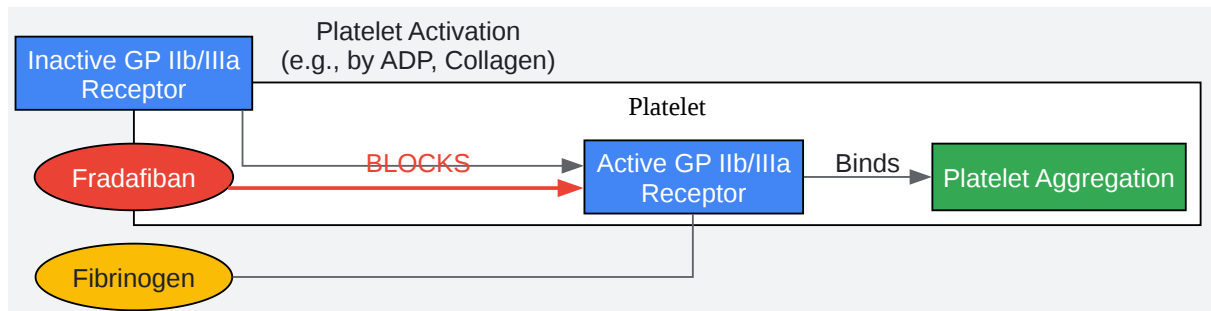 Platelet Activation
(e.g., by ADP, Collagen)
Inactive GP IIb/IIIa
Receptor
Platelet
Fradafiban
BLOCKS
Active GP IIb/IIIa
Receptor
Binds
Platelet Aggregation
Fibrinogen